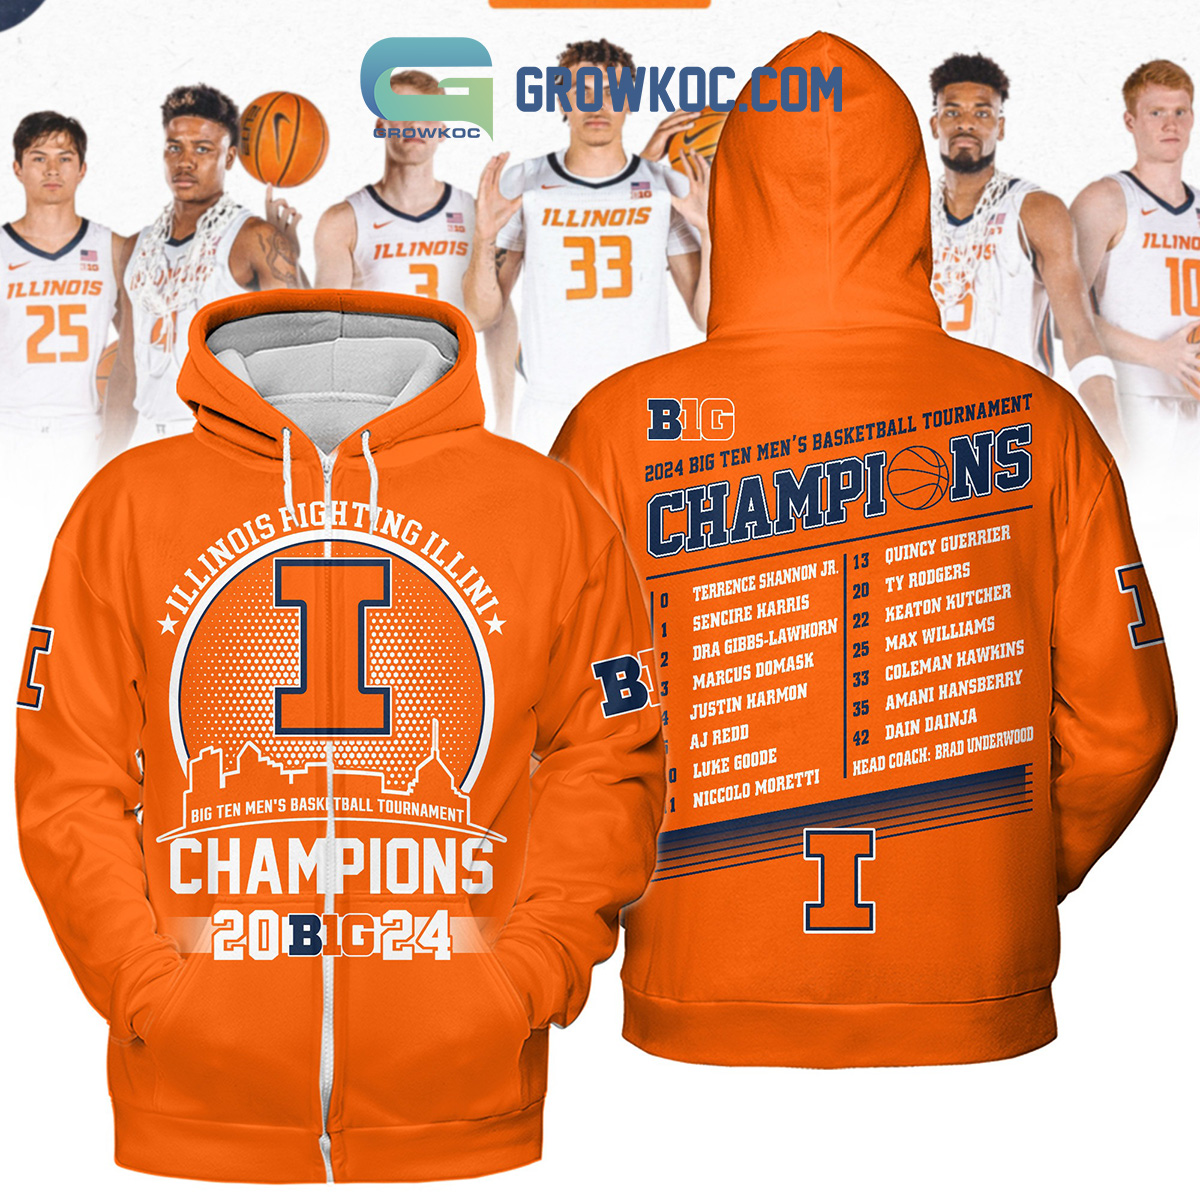 GROWKOC
GROWKOC.COM
ILLINOIS
25
ILLINOIS
3
ILLINOIS
33
ILLINOIS
10
ILLINOIS FIGHTING ILLINI
I
BIG TEN MEN'S BASKETBALL TOURNAMENT
CHAMPIONS
20 B1G 24
I
B1G
B1G
2024 BIG TEN MEN'S BASKETBALL TOURNAMENT
CHAMPIONS
0 TERRENCE SHANNON JR.
1 SENCIRE HARRIS
2 DRA GIBBS-LAWHORN
3 MARCUS DOMASK
4 JUSTIN HARMON
AJ REDD
0 LUKE GOODE
1 NICCOLO MORETTI
13 QUINCY GUERRIER
20 TY RODGERS
22 KEATON KUTCHER
25 MAX WILLIAMS
33 COLEMAN HAWKINS
35 AMANI HANSBERRY
42 DAIN DAINJA
HEAD COACH: BRAD UNDERWOOD
I
I